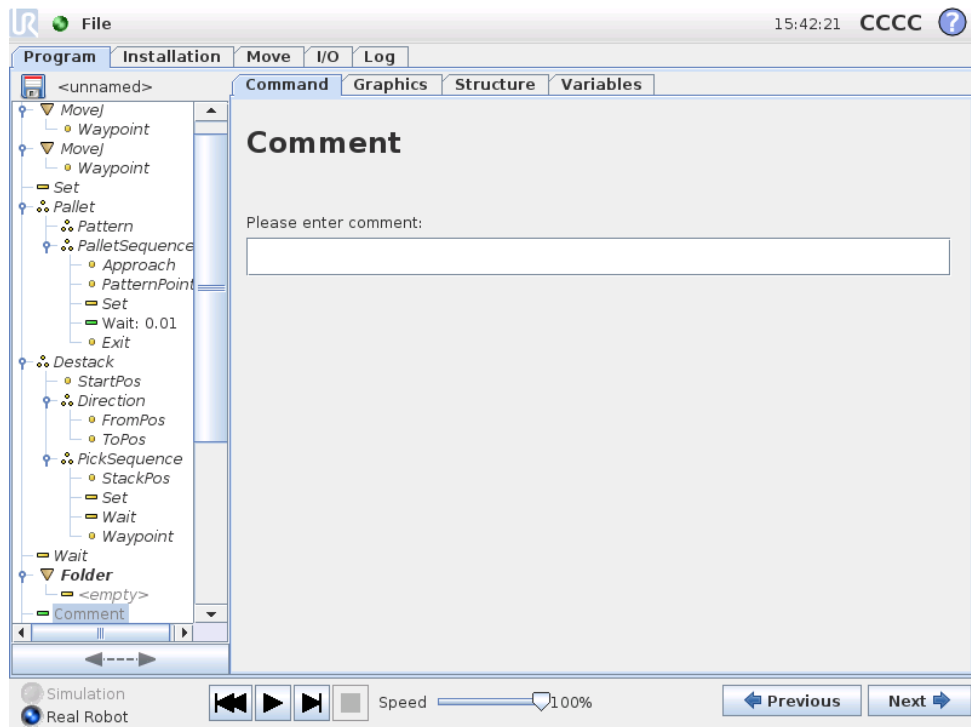 UR File 15:42:21 CCCC ?
Program Installation Move I/O Log
<unnamed> Command Graphics Structure Variables
MoveJ
Waypoint
MoveJ
Waypoint
Set
Pallet
Pattern
PalletSequence
Approach
PatternPoint
Set
Wait: 0.01
Exit
Destack
StartPos
Direction
FromPos
ToPos
PickSequence
StackPos
Set
Wait
Waypoint
Wait
Folder
<empty>
Comment
Comment
Please enter comment:
Simulation
Real Robot
Speed 100%
Previous Next